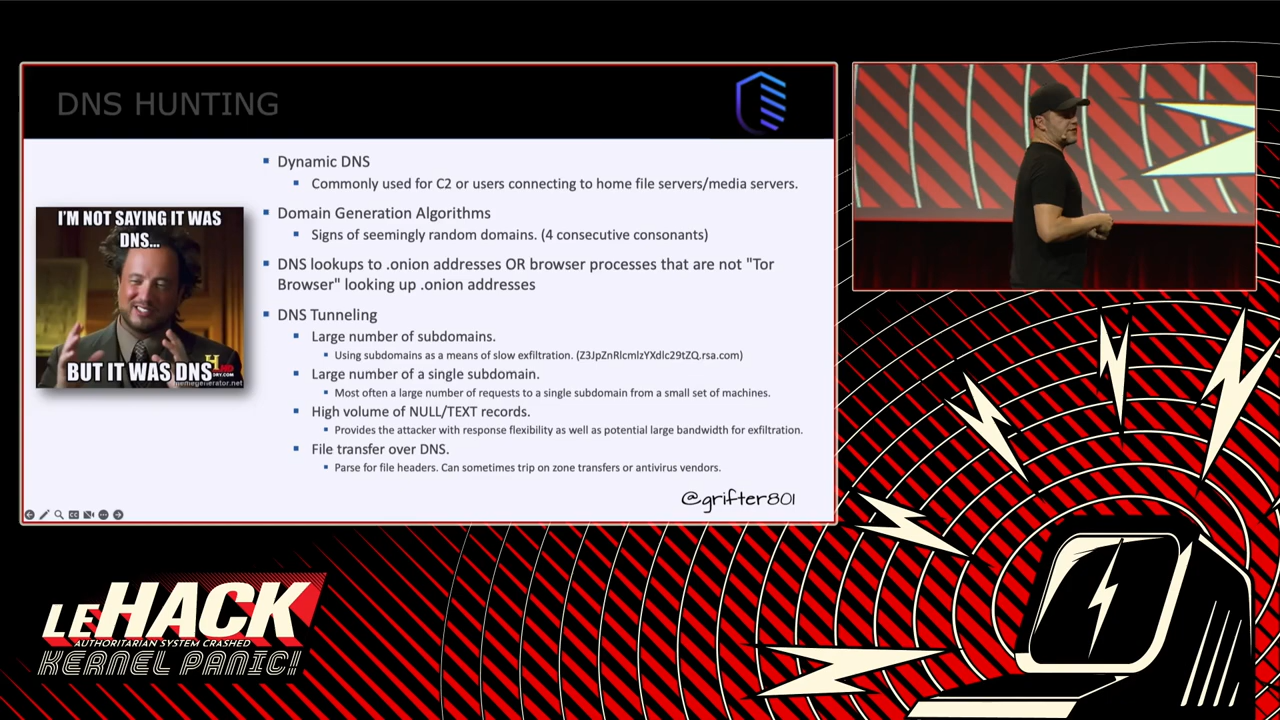 DNS HUNTING
Dynamic DNS
Commonly used for C2 or users connecting to home file servers/media servers.
Domain Generation Algorithms
Signs of seemingly random domains. (4 consecutive consonants)
DNS lookups to .onion addresses OR browser processes that are not "Tor
Browser" looking up .onion addresses
DNS Tunneling
Large number of subdomains.
Using subdomains as a means of slow exfiltration. (Z3JpZnRlcmlzYXdlc29tZQ.rsa.com)
Large number of a single subdomain.
Most often a large number of requests to a single subdomain from a small set of machines.
High volume of NULL/TEXT records.
Provides the attacker with response flexibility as well as potential large bandwidth for exfiltration.
File transfer over DNS.
Parse for file headers. Can sometimes trip on zone transfers or antivirus vendors.
@grifter801
I'M NOT SAYING IT WAS
DNS...
BUT IT WAS DNS
H
memegenerator.net
LEHACK
AUTHORITARIAN SYSTEM CRASHED
KERNEL PANIC!